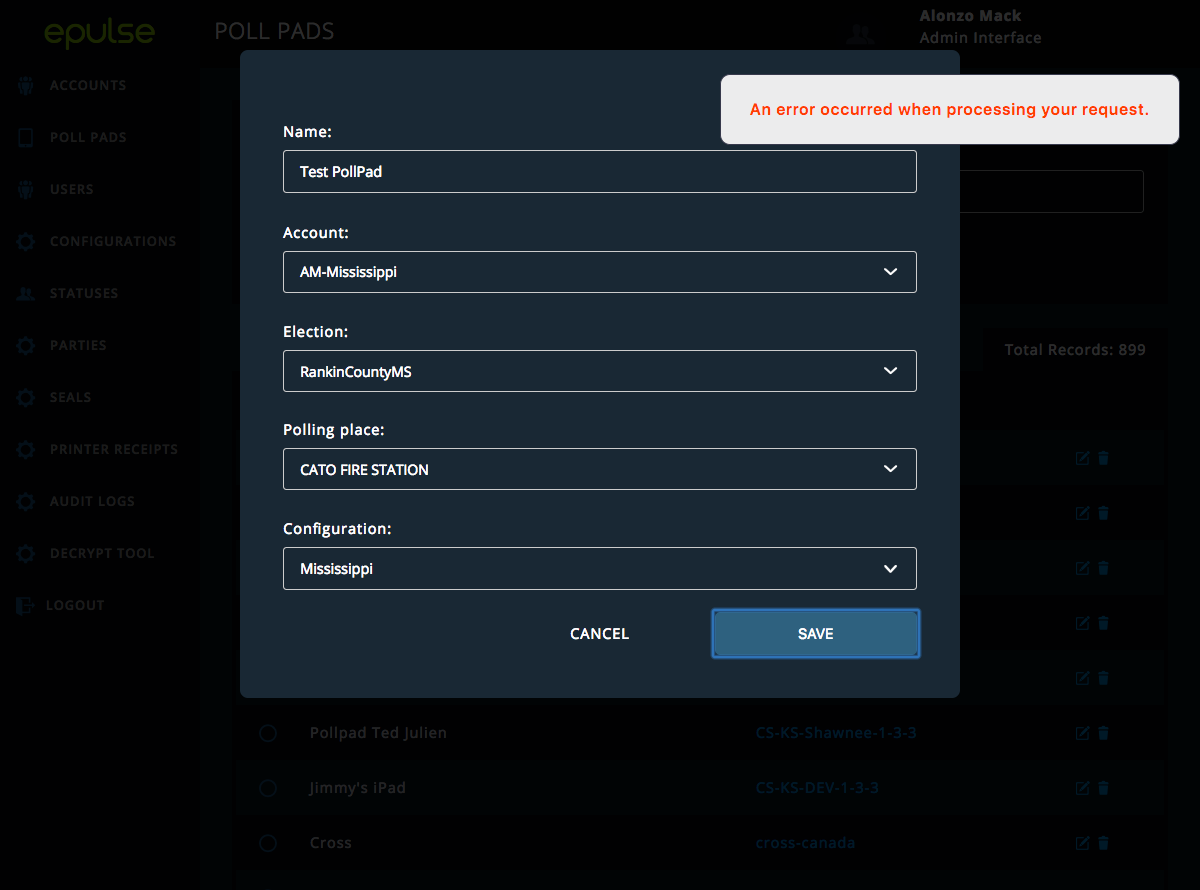 epulse
POLL PADS
Alonzo Mack
Admin Interface
ACCOUNTS
POLL PADS
USERS
CONFIGURATIONS
STATUSES
PARTIES
SEALS
PRINTER RECEIPTS
AUDIT LOGS
DECRYPT TOOL
LOGOUT
An error occurred when processing your request.
Name:
Test PollPad
Account:
AM-Mississippi
Election:
RankinCountyMS
Polling place:
CATO FIRE STATION
Configuration:
Mississippi
CANCEL
SAVE
Total Records: 899
Pollpad Ted Julien
CS-KS-Shawnee-1-3-3
Jimmy's iPad
CS-KS-DEV-1-3-3
Cross
cross-canada